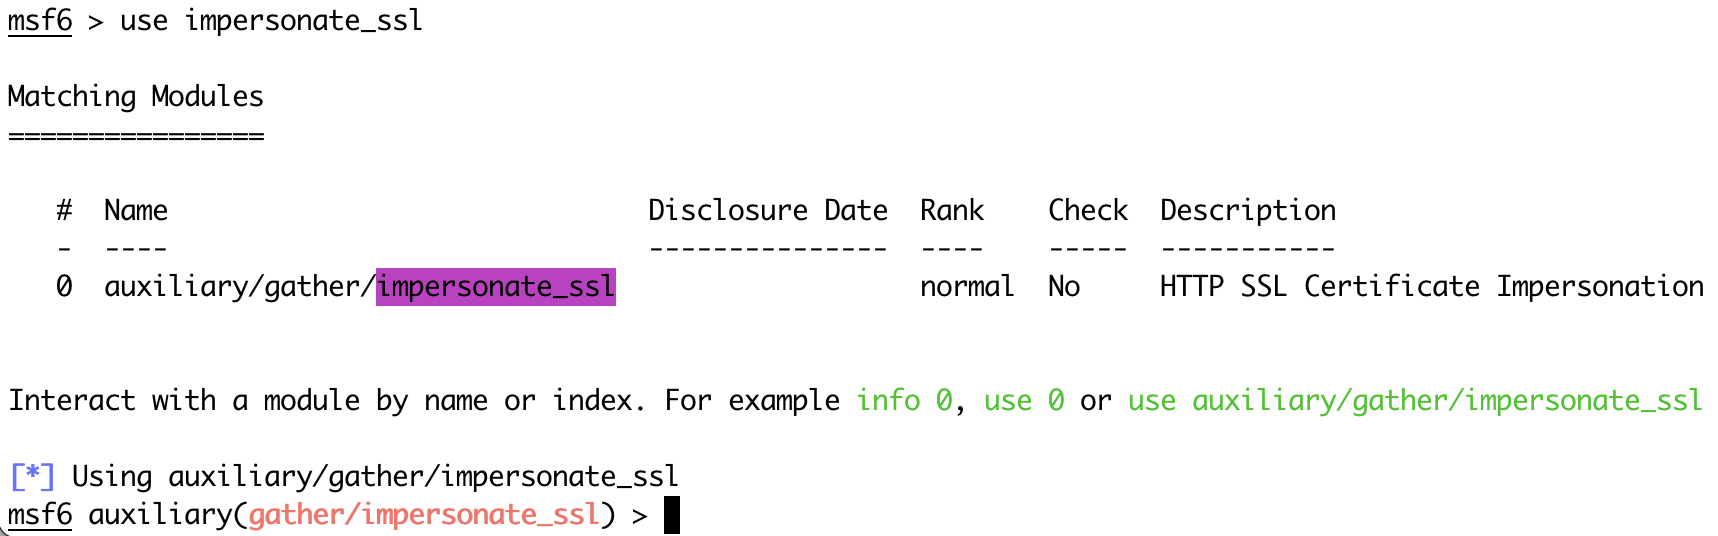 msf6 > use impersonate_ssl
Matching Modules
================
#  Name                              Disclosure Date  Rank    Check  Description
-  ----                              ---------------  ----    -----  -----------
0  auxiliary/gather/impersonate_ssl                   normal  No     HTTP SSL Certificate Impersonation
Interact with a module by name or index. For example info 0, use 0 or use auxiliary/gather/impersonate_ssl
[*] Using auxiliary/gather/impersonate_ssl
msf6 auxiliary(gather/impersonate_ssl) >